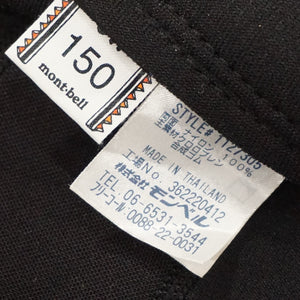 150
mont-bell
STYLE# 1127305
MADE IN THAILAND
工場No. 362220412
株式会社モンベル
TEL. 06-6531-3544
フリーコール 0088-22-0031